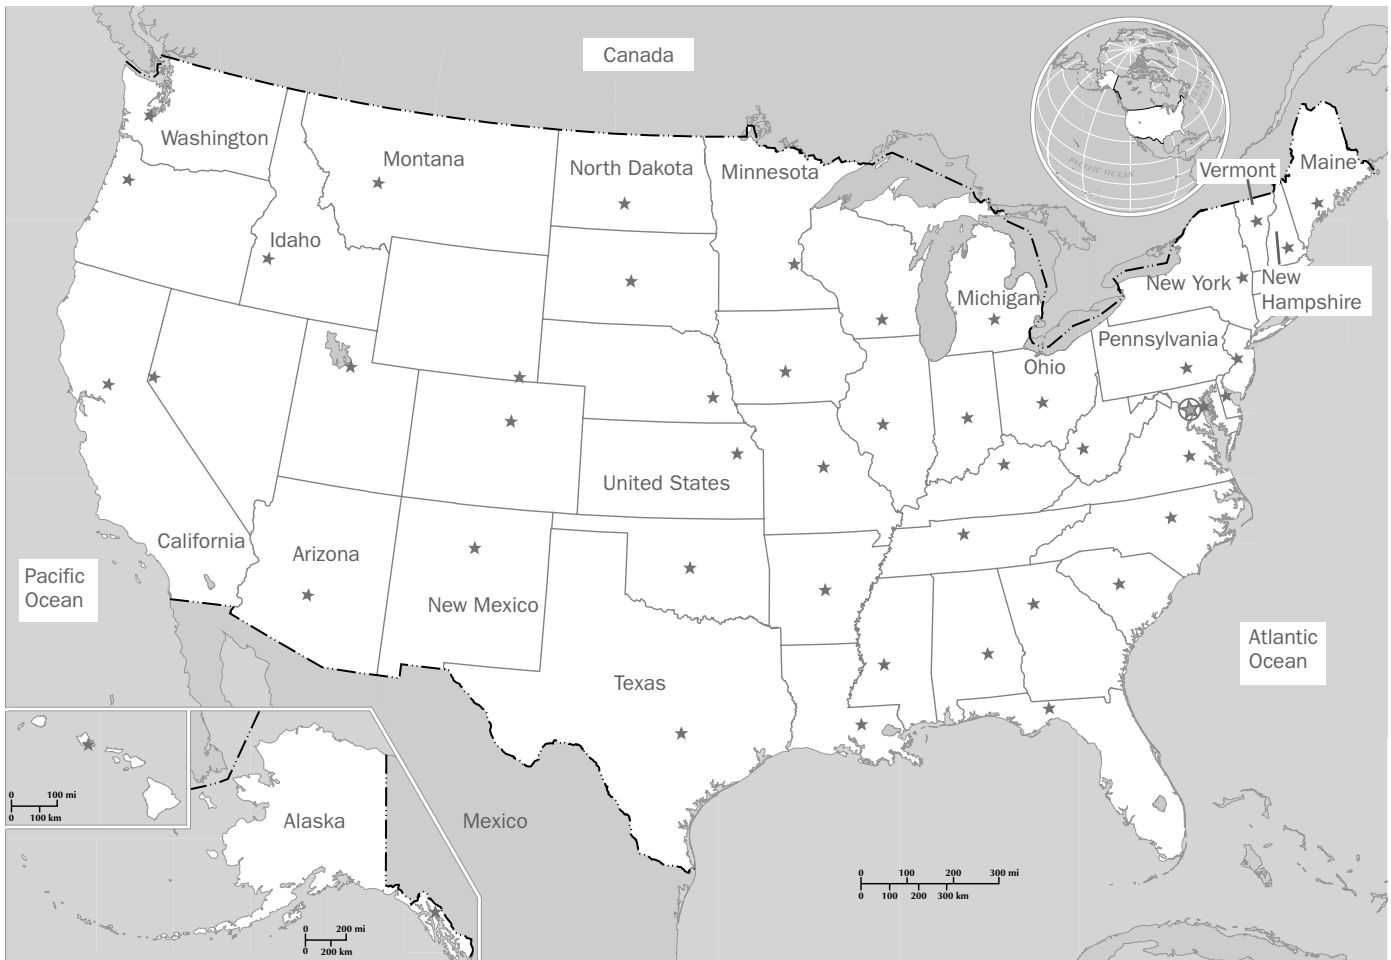 Canada
Washington
Montana
North Dakota
Minnesota
Vermont
Maine
PACIFIC OCEAN
Idaho
Michigan
New York
New
Hampshire
Pennsylvania
Ohio
United States
California
Arizona
New Mexico
Pacific
Ocean
Atlantic
Ocean
Texas
Alaska
Mexico
0 100 mi
0 100 km
0 100 200 300 mi
0 100 200 300 km
0 200 mi
0 200 km